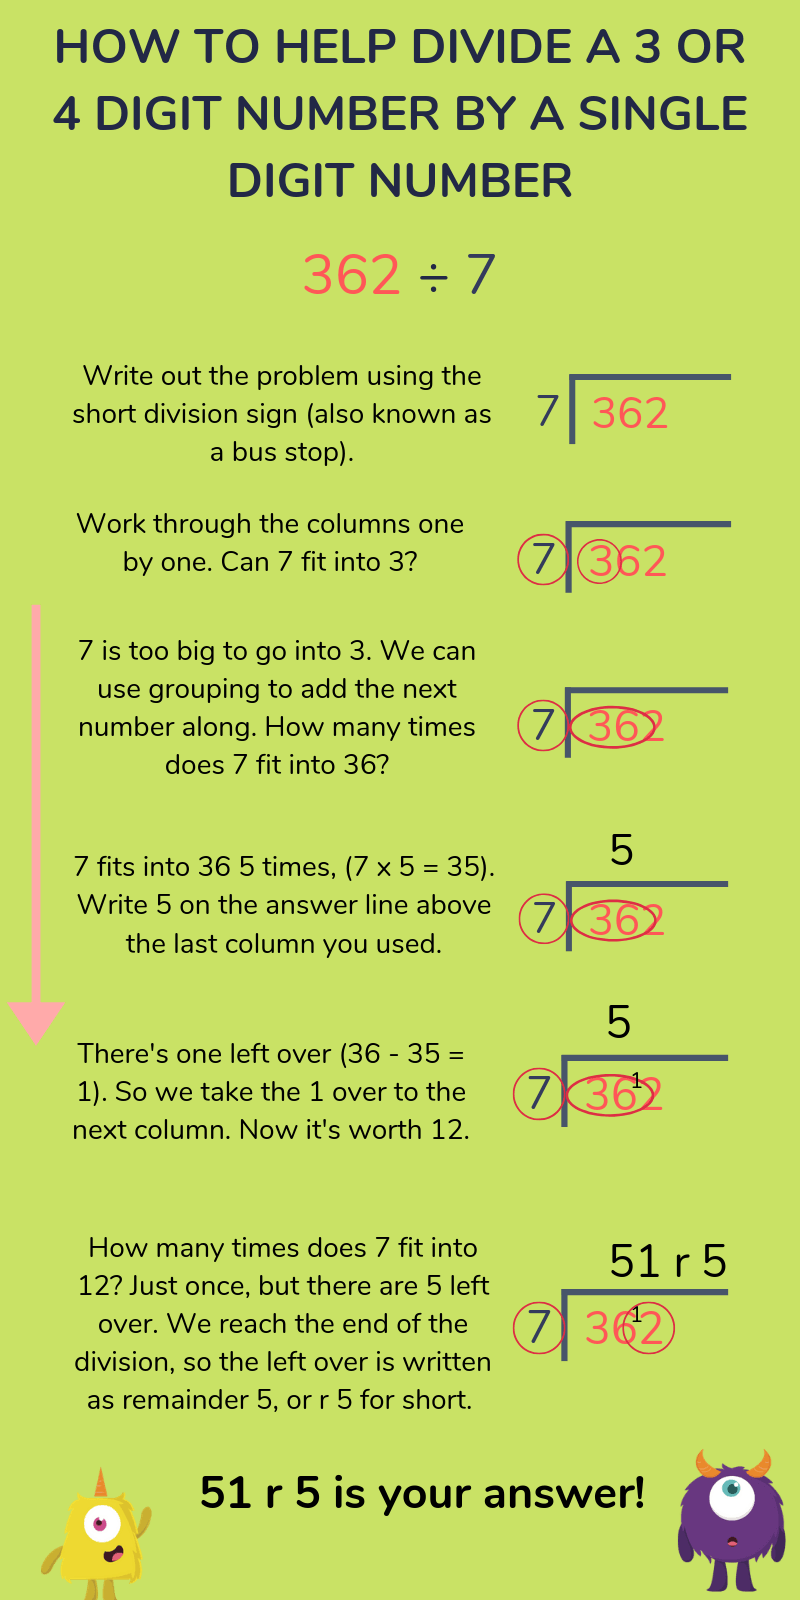 HOW TO HELP DIVIDE A 3 OR
4 DIGIT NUMBER BY A SINGLE
DIGIT NUMBER
362 ÷ 7
Write out the problem using the
short division sign (also known as
a bus stop).
7 362
Work through the columns one
by one. Can 7 fit into 3?
7 362
7 is too big to go into 3. We can
use grouping to add the next
number along. How many times
does 7 fit into 36?
7 362
7 fits into 36 5 times, (7 x 5 = 35).
Write 5 on the answer line above
the last column you used.
5
7 362
There's one left over (36 - 35 =
1). So we take the 1 over to the
next column. Now it's worth 12.
5
7 36 1 2
How many times does 7 fit into
12? Just once, but there are 5 left
over. We reach the end of the
division, so the left over is written
as remainder 5, or r 5 for short.
51 r 5
7 36 1 2
51 r 5 is your answer!